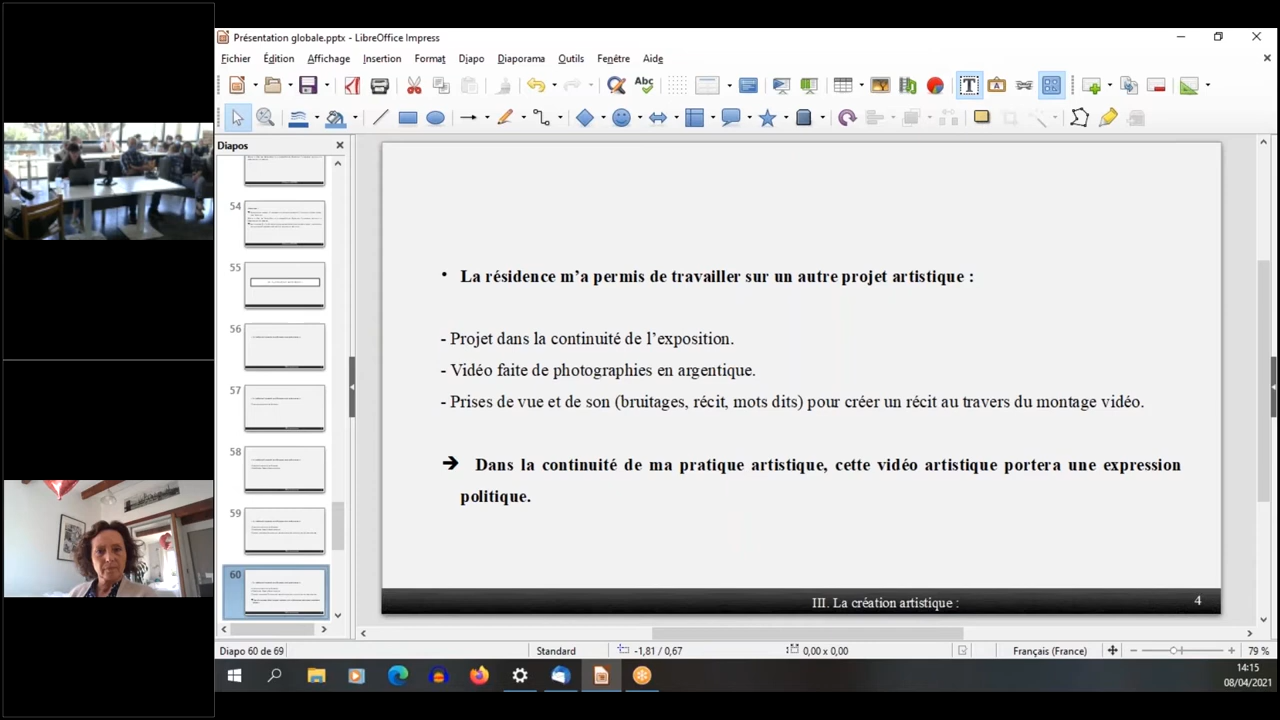 Présentation globale.pptx - LibreOffice Impress
Fichier Édition Affichage Insertion Format Diapo Diaporama Outils Fenêtre Aide
Abc
Diapos
54
55
56
57
58
59
60
• La résidence m’a permis de travailler sur un autre projet artistique :
- Projet dans la continuité de l’exposition.
- Vidéo faite de photographies en argentique.
- Prises de vue et de son (bruitages, récit, mots dits) pour créer un récit au travers du montage vidéo.
➔ Dans la continuité de ma pratique artistique, cette vidéo artistique portera une expression
politique.
III. La création artistique :
4
Diapo 60 de 69 Standard -1,81 / 0,67 0,00 x 0,00 Français (France) 79 %
14:15
08/04/2021